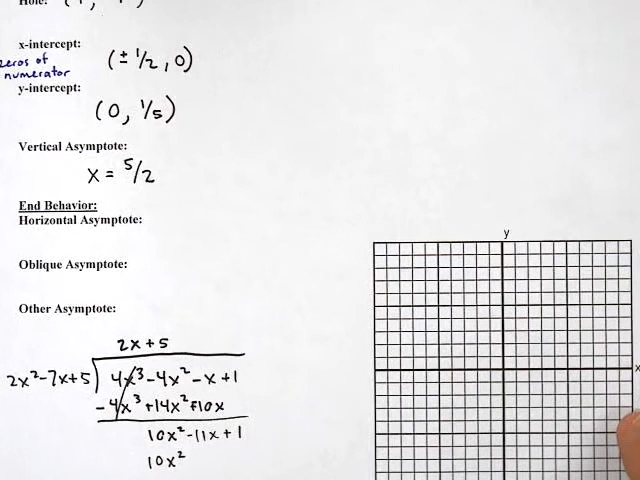 Hole:
x-intercept:
zeros of
numerator
(± 1/2, 0)
y-intercept:
(0, 1/5)
Vertical Asymptote:
x = 5/2
End Behavior:
Horizontal Asymptote:
Oblique Asymptote:
Other Asymptote:
2x+5
2x²-7x+5) 4x³-4x²-x+1
-4x³+14x²+10x
10x²-11x+1
10x²
y
x